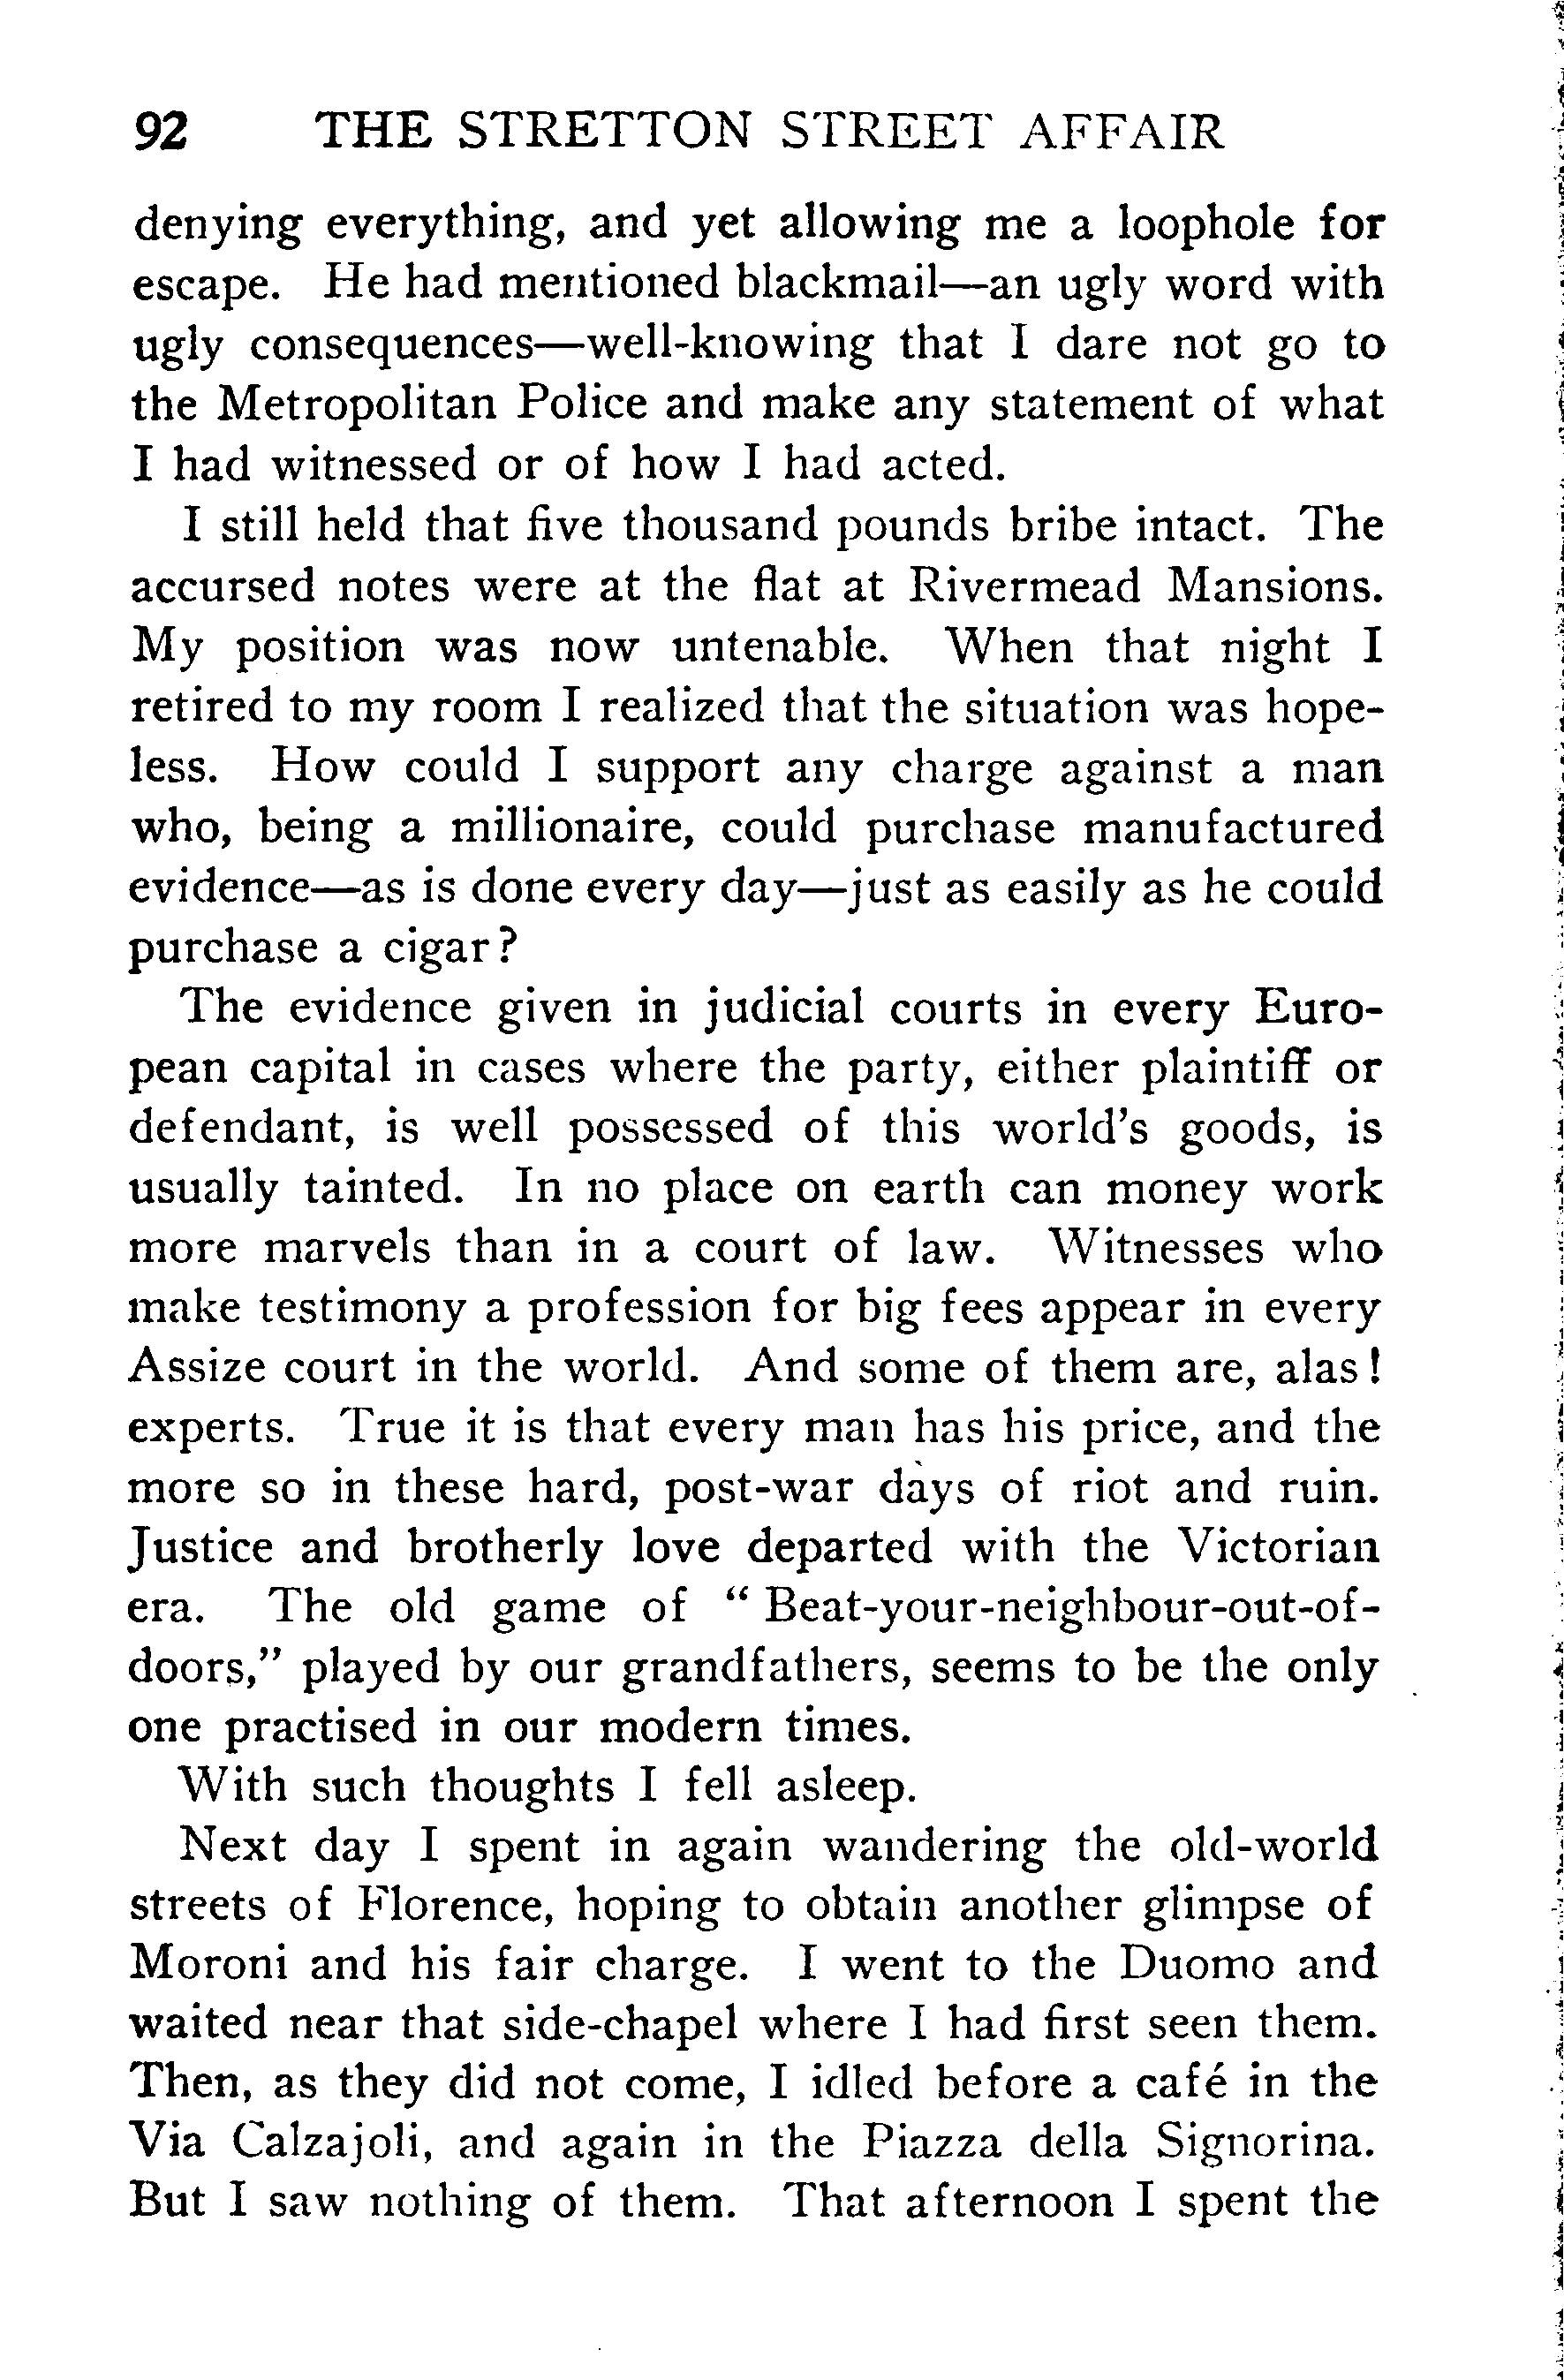 92 THE STRETTON STREET AFFAIR
denying everything, and yet allowing me a loophole for
escape. He had mentioned blackmail—an ugly word with
ugly consequences—well-knowing that I dare not go to
the Metropolitan Police and make any statement of what
I had witnessed or of how I had acted.
I still held that five thousand pounds bribe intact. The
accursed notes were at the flat at Rivermead Mansions.
My position was now untenable. When that night I
retired to my room I realized that the situation was hope-
less. How could I support any charge against a man
who, being a millionaire, could purchase manufactured
evidence—as is done every day—just as easily as he could
purchase a cigar?
The evidence given in judicial courts in every Euro-
pean capital in cases where the party, either plaintiff or
defendant, is well possessed of this world's goods, is
usually tainted. In no place on earth can money work
more marvels than in a court of law. Witnesses who
make testimony a profession for big fees appear in every
Assize court in the world. And some of them are, alas!
experts. True it is that every man has his price, and the
more so in these hard, post-war days of riot and ruin.
Justice and brotherly love departed with the Victorian
era. The old game of "Beat-your-neighbour-out-of-
doors," played by our grandfathers, seems to be the only
one practised in our modern times.
With such thoughts I fell asleep.
Next day I spent in again wandering the old-world
streets of Florence, hoping to obtain another glimpse of
Moroni and his fair charge. I went to the Duomo and
waited near that side-chapel where I had first seen them.
Then, as they did not come, I idled before a café in the
Via Calzajoli, and again in the Piazza della Signorina.
But I saw nothing of them. That afternoon I spent the